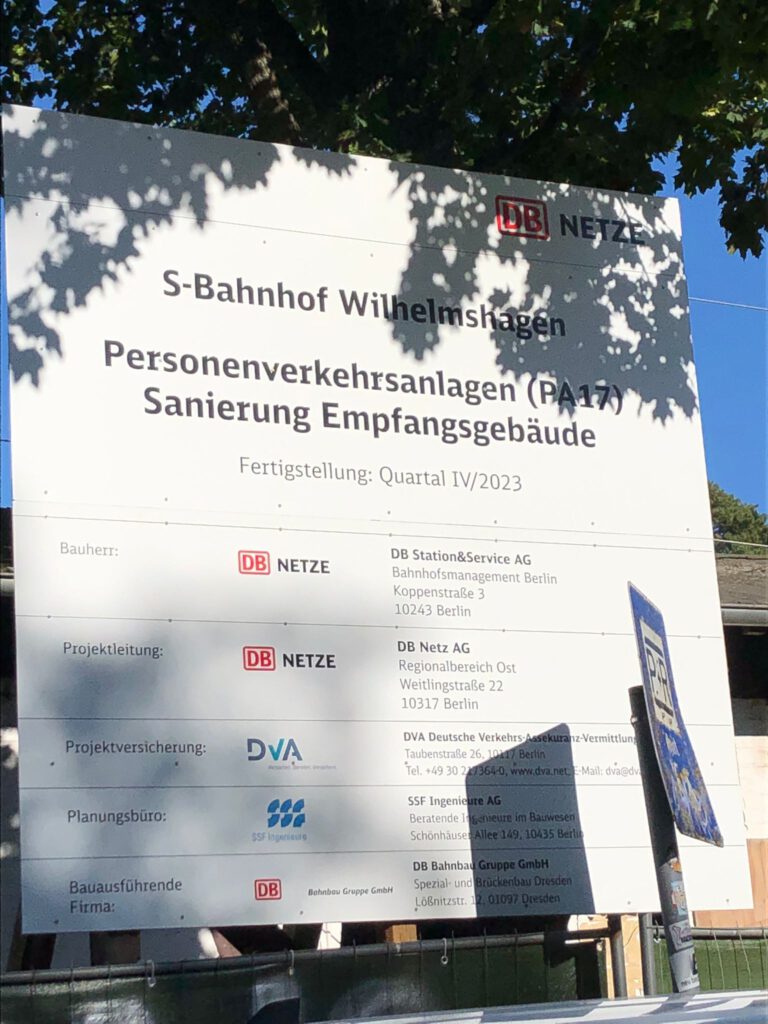 DB NETZE
S-Bahnhof Wilhelmshagen
Personenverkehrsanlagen (PA17)
Sanierung Empfangsgebäude
Fertigstellung: Quartal IV/2023
Bauherr:
DB NETZE
DB Station&Service AG
Bahnhofsmanagement Berlin
Koppenstraße 3
10243 Berlin
Projektleitung:
DB NETZE
DB Netz AG
Regionalbereich Ost
Weitlingstraße 22
10317 Berlin
Projektversicherung:
DVA
DVA Deutsche Verkehrs-Assekuranz-Vermittlung
Taubenstraße 26, 10117 Berlin
Tel. +49 30 217364-0, www.dva.net, E-Mail: dva@dv
Planungsbüro:
SSF Ingenieure
SSF Ingenieure AG
Beratende Ingenieure im Bauwesen
Schönhauser Allee 149, 10435 Berlin
Bauausführende
Firma:
DB Bahnbau Gruppe GmbH
DB Bahnbau Gruppe GmbH
Spezial- und Brückenbau Dresden
Lößnitzstr. 12, 01097 Dresden
P+R